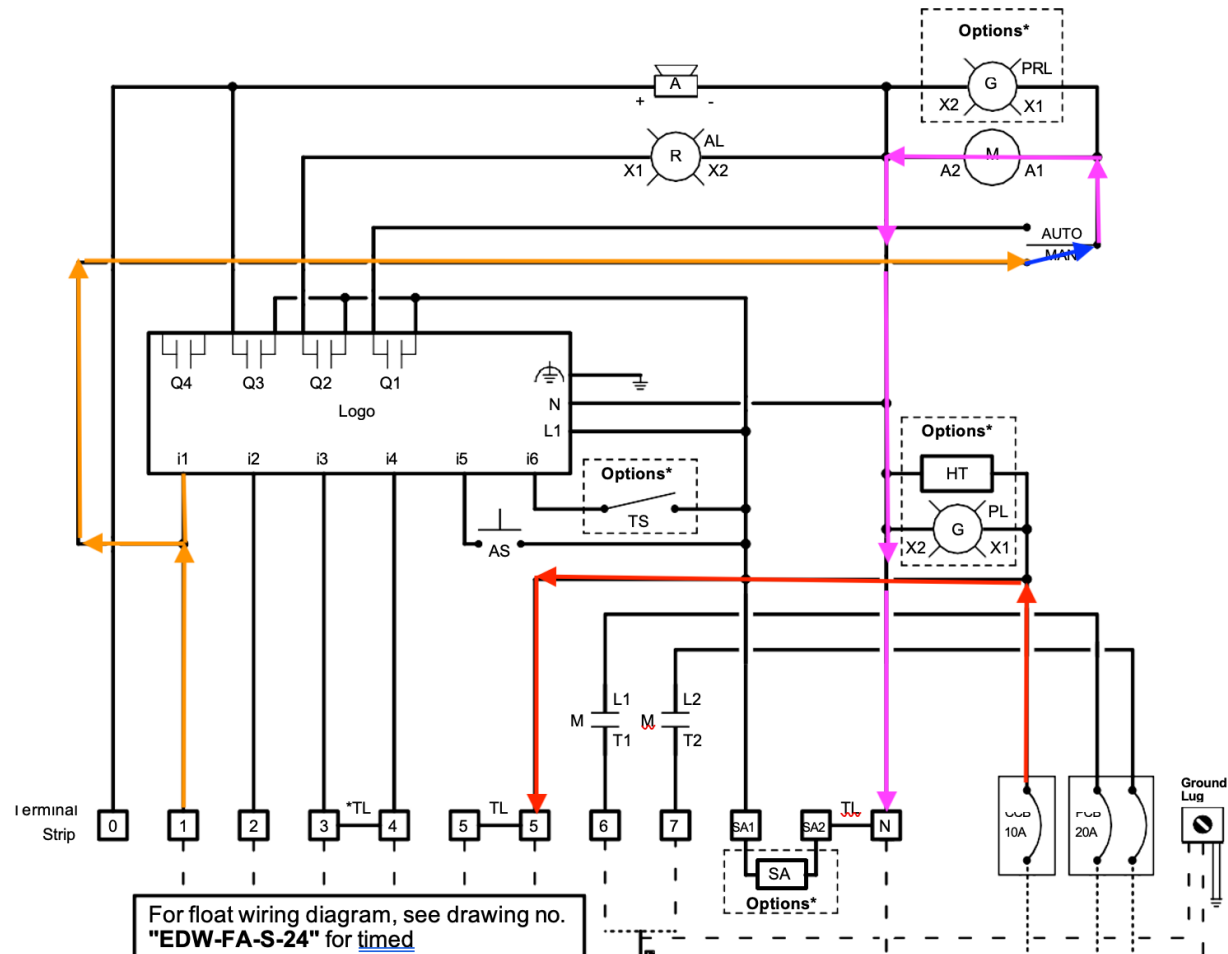 Options*
PRL
G
A
X2 X1
+ -
AL
M
R
X1 X2
A2 A1
AUTO
MAN
Q4 Q3 Q2 Q1
Logo
N
L1
Options*
i1 i2 i3 i4 i5 i6
Options*
HT
TS
PL
G
AS
X2 X1
L1 L2
M M
T1 T2
Ground
Lug
Terminal
Strip
*TL TL TL
0 1 2 3 4 5 5 6 7 SA1 SA2 N
10A 20A
SA
Options*
For float wiring diagram, see drawing no.
"EDW-FA-S-24" for timed